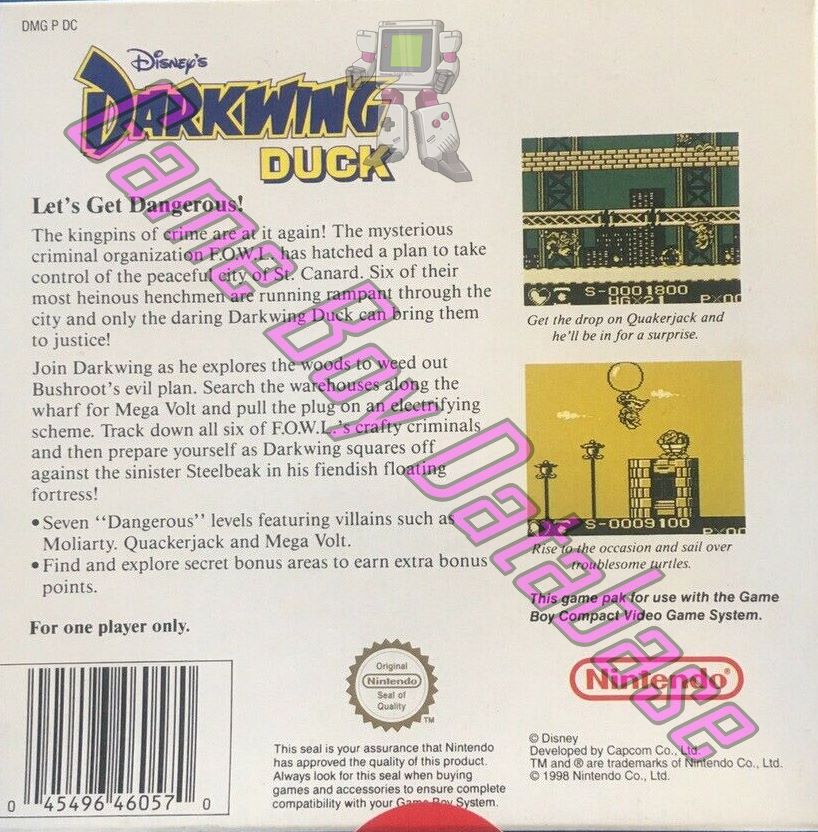 DMG P DC
Disney's
DARKWING
DUCK
Let's Get Dangerous!
The kingpins of crime are at it again! The mysterious
criminal organization F.O.W.L. has hatched a plan to take
control of the peaceful city of St. Canard. Six of their
most heinous henchmen are running rampant through the
city and only the daring Darkwing Duck can bring them
to justice!
Join Darkwing as he explores the woods to weed out
Bushroot's evil plan. Search the warehouses along the
wharf for Mega Volt and pull the plug on an electrifying
scheme. Track down all six of F.O.W.L.'s crafty criminals
and then prepare yourself as Darkwing squares off
against the sinister Steelbeak in his fiendish floating
fortress!
• Seven "Dangerous" levels featuring villains such as
Moliarty. Quackerjack and Mega Volt.
• Find and explore secret bonus areas to earn extra bonus
points.
For one player only.
S-0001800
HG×21 P×00
Get the drop on Quakerjack and
he'll be in for a surprise.
S-0009100
P×00
Rise to the occasion and sail over
troublesome turtles.
This game pak for use with the Game
Boy Compact Video Game System.
Nintendo®
© Disney
Developed by Capcom Co., Ltd.
TM and ® are trademarks of Nintendo Co., Ltd.
© 1998 Nintendo Co., Ltd.
Original
Nintendo
Seal of
Quality
TM
This seal is your assurance that Nintendo
has approved the quality of this product.
Always look for this seal when buying
games and accessories to ensure complete
compatibility with your Game Boy System.
0 45496 46057 0
Game Boy Database